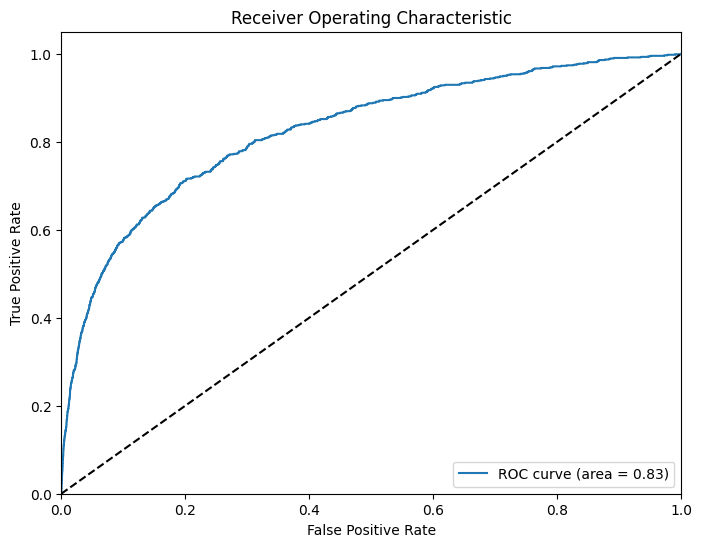 Receiver Operating Characteristic
True Positive Rate
1.0
0.8
0.6
0.4
0.2
0.0
0.0 0.2 0.4 0.6 0.8 1.0
False Positive Rate
ROC curve (area = 0.83)